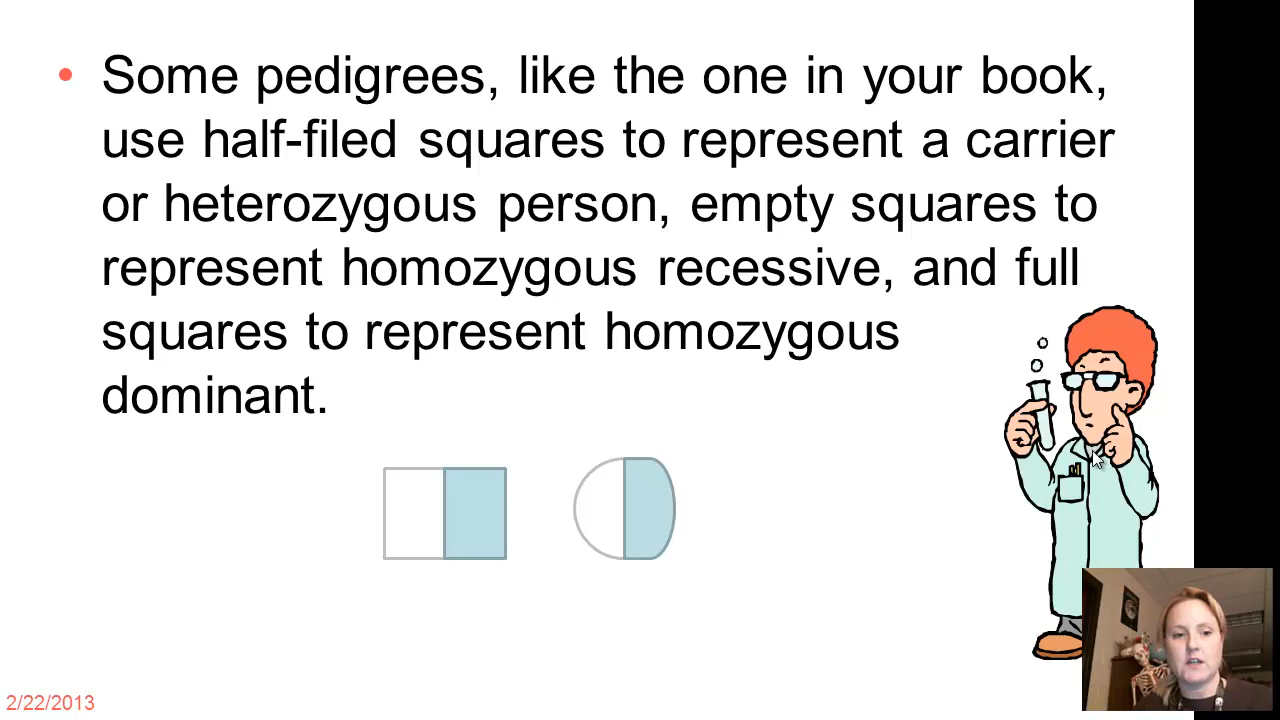 • Some pedigrees, like the one in your book,
use half-filed squares to represent a carrier
or heterozygous person, empty squares to
represent homozygous recessive, and full
squares to represent homozygous
dominant.
2/22/2013